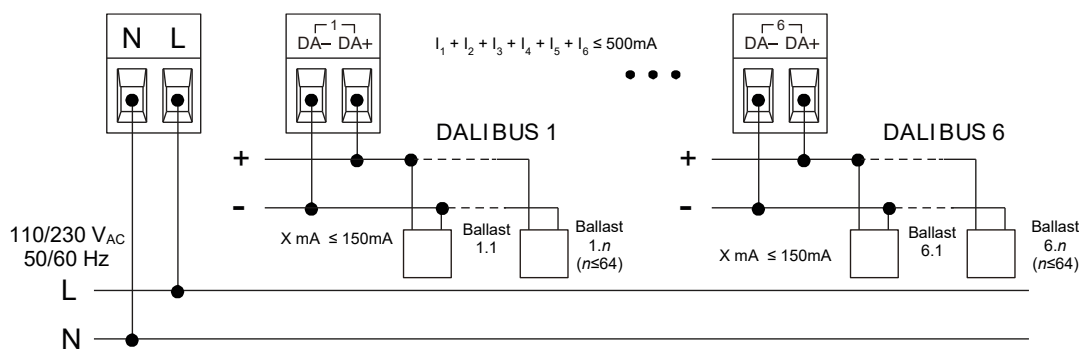 N L
1
DA– DA+
I1 + I2 + I3 + I4 + I5 + I6 ≤ 500mA
6
DA– DA+
DALIBUS 1
DALIBUS 6
+
-
X mA ≤ 150mA
Ballast
1.1
Ballast
1.n
(n≤64)
+
-
X mA ≤ 150mA
Ballast
6.1
Ballast
6.n
(n≤64)
110/230 VAC
50/60 Hz
L
N